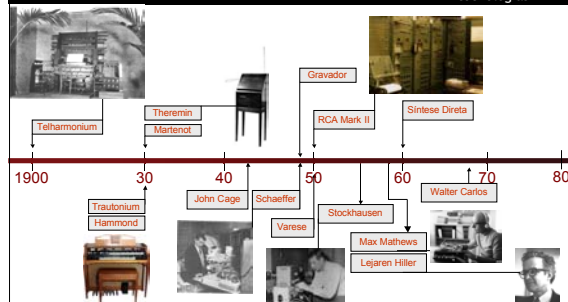 Gravador
Theremin
Martenot
RCA Mark II
Síntese Direta
Telharmonium
1900
30
40
50
60
70
80
John Cage
Schaeffer
Walter Carlos
Trautonium
Hammond
Stockhausen
Varese
Max Mathews
Lejaren Hiller